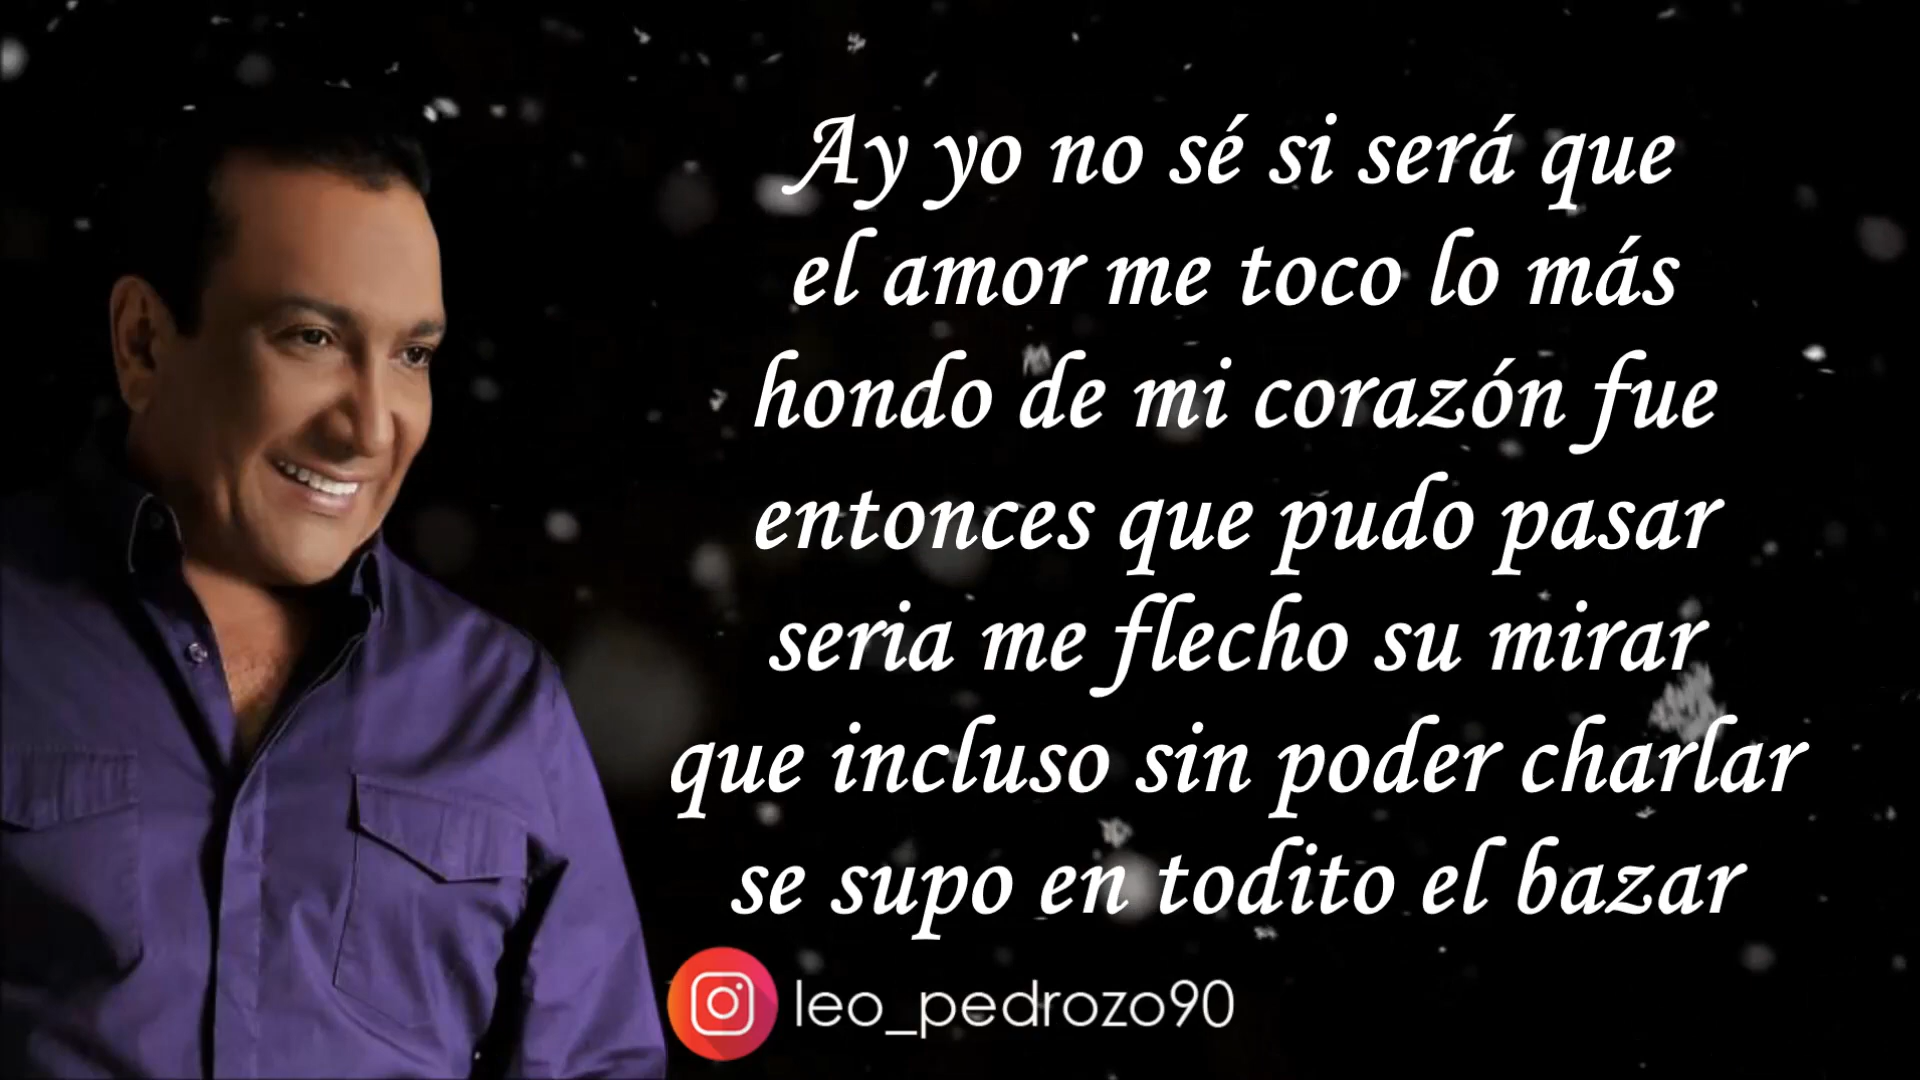 Ay yo no sé si será que
el amor me toco lo más
hondo de mi corazón fue
entonces que pudo pasar
seria me flecho su mirar
que incluso sin poder charlar
se supo en todito el bazar
leo_pedrozo90